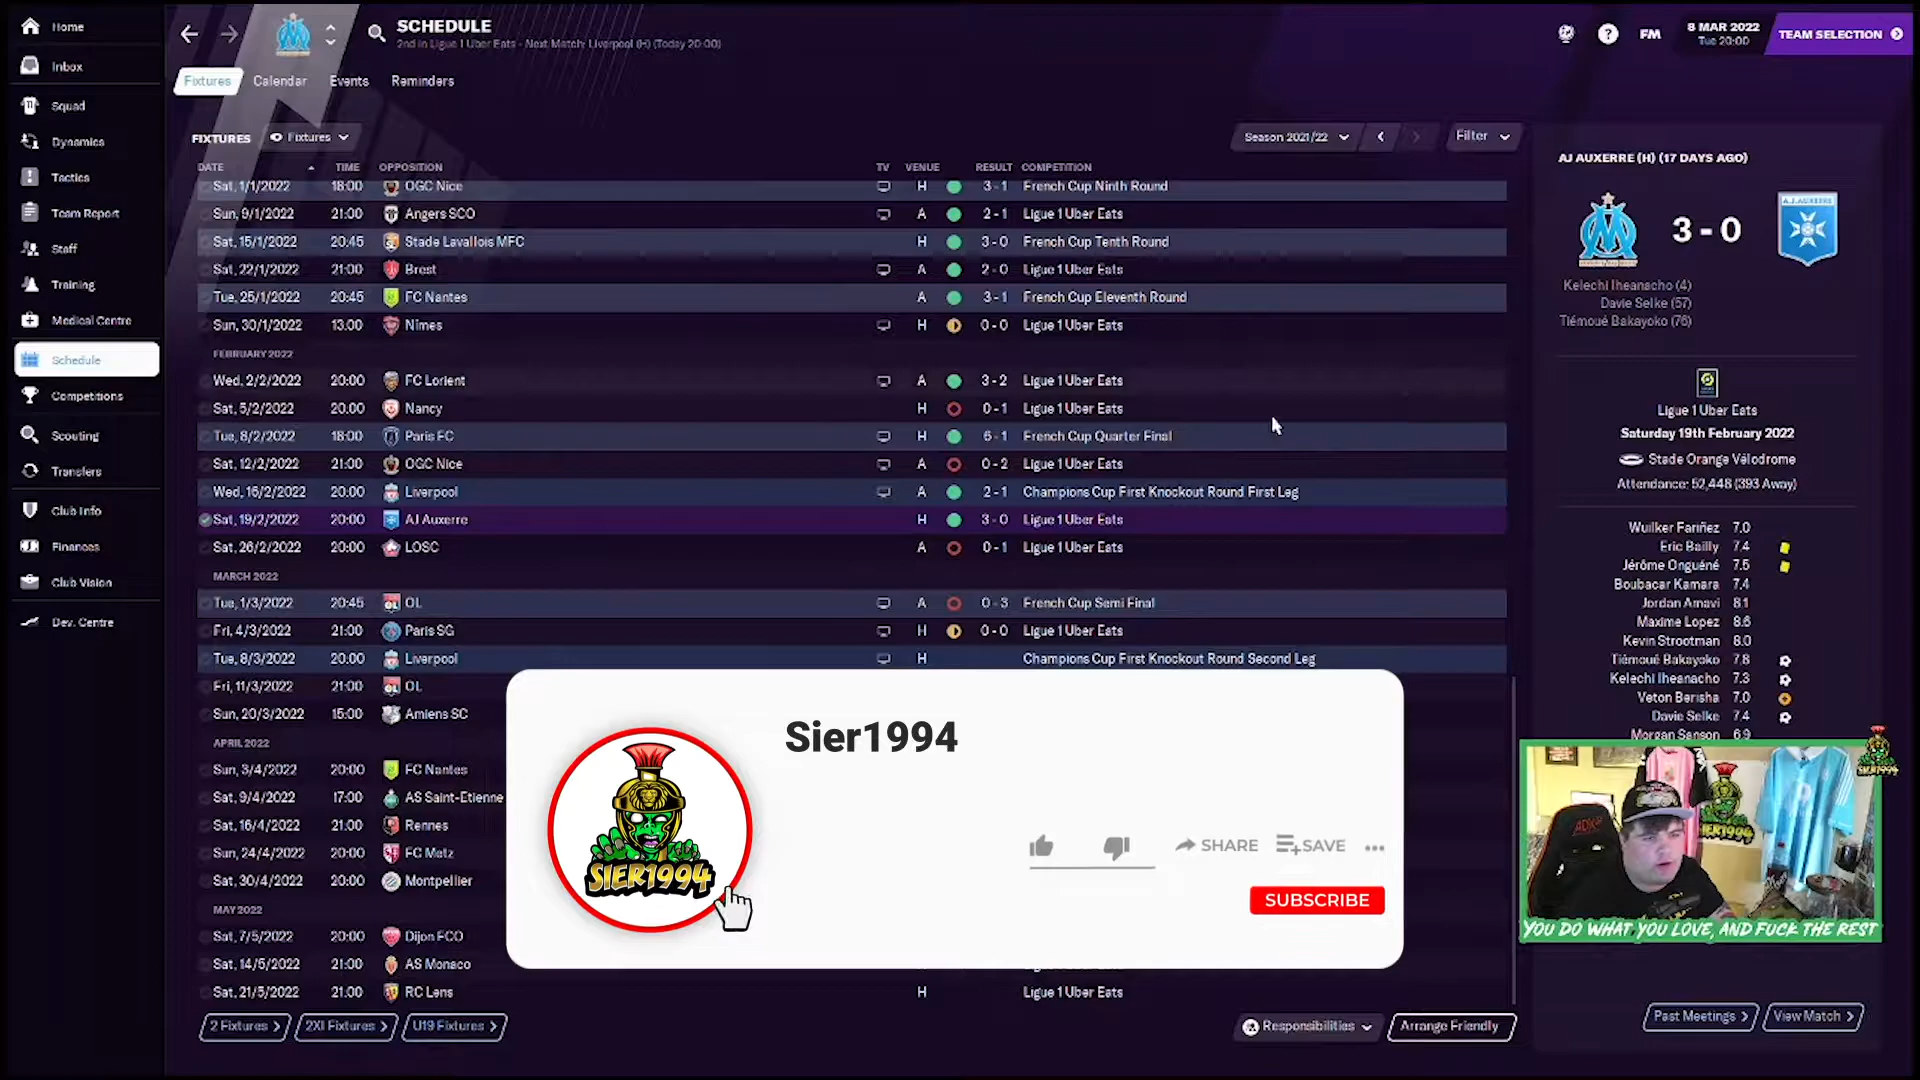 Home
Inbox
Squad
Dynamics
Tactics
Team Report
Staff
Training
Medical Centre
Schedule
Competitions
Scouting
Transfers
Club Info
Finances
Club Vision
Dev. Centre
SCHEDULE
2nd in Ligue 1 Uber Eats - Next Match: Liverpool (H) (Today 20:00)
FM
8 MAR 2022
Tue 20:00
TEAM SELECTION
Fixtures Calendar Events Reminders
FIXTURES Fixtures Season 2021/22 Filter
DATE TIME OPPOSITION TV VENUE RESULT COMPETITION
Sat, 1/1/2022 18:00 OGC Nice H 3 - 1 French Cup Ninth Round
Sun, 9/1/2022 21:00 Angers SCO A 2 - 1 Ligue 1 Uber Eats
Sat, 15/1/2022 20:45 Stade Lavallois MFC H 3 - 0 French Cup Tenth Round
Sat, 22/1/2022 21:00 Brest A 2 - 0 Ligue 1 Uber Eats
Tue, 25/1/2022 20:45 FC Nantes A 3 - 1 French Cup Eleventh Round
Sun, 30/1/2022 13:00 Nîmes H 0 - 0 Ligue 1 Uber Eats
FEBRUARY 2022
Wed, 2/2/2022 20:00 FC Lorient A 3 - 2 Ligue 1 Uber Eats
Sat, 5/2/2022 20:00 Nancy H 0 - 1 Ligue 1 Uber Eats
Tue, 8/2/2022 18:00 Paris FC H 6 - 1 French Cup Quarter Final
Sat, 12/2/2022 21:00 OGC Nice A 0 - 2 Ligue 1 Uber Eats
Wed, 16/2/2022 20:00 Liverpool A 2 - 1 Champions Cup First Knockout Round First Leg
Sat, 19/2/2022 20:00 AJ Auxerre H 3 - 0 Ligue 1 Uber Eats
Sat, 26/2/2022 20:00 LOSC A 0 - 1 Ligue 1 Uber Eats
MARCH 2022
Tue, 1/3/2022 20:45 OL A 0 - 3 French Cup Semi Final
Fri, 4/3/2022 21:00 Paris SG H 0 - 0 Ligue 1 Uber Eats
Tue, 8/3/2022 20:00 Liverpool H Champions Cup First Knockout Round Second Leg
Fri, 11/3/2022 21:00 OL
Sun, 20/3/2022 15:00 Amiens SC
APRIL 2022
Sun, 3/4/2022 20:00 FC Nantes
Sat, 9/4/2022 17:00 AS Saint-Etienne
Sat, 16/4/2022 21:00 Rennes
Sun, 24/4/2022 20:00 FC Metz
Sat, 30/4/2022 20:00 Montpellier
MAY 2022
Sat, 7/5/2022 20:00 Dijon FCO
Sat, 14/5/2022 21:00 AS Monaco
Sat, 21/5/2022 21:00 RC Lens H Ligue 1 Uber Eats
2 Fixtures 2XI Fixtures U19 Fixtures Responsibilities Arrange Friendly
AJ AUXERRE (H) (17 DAYS AGO)
3 - 0
A.J.AUXERRE
Kelechi Iheanacho (4)
Davie Selke (57)
Tiémoué Bakayoko (76)
Ligue 1 Uber Eats
Saturday 19th February 2022
Stade Orange Vélodrome
Attendance: 52,448 (393 Away)
Wuilker Fariñez 7.0
Eric Bailly 7.4
Jérôme Onguéné 7.5
Boubacar Kamara 7.4
Jordan Amavi 8.1
Maxime Lopez 8.6
Kevin Strootman 8.0
Tiémoué Bakayoko 7.8
Kelechi Iheanacho 7.3
Veton Berisha 7.0
Davie Selke 7.4
Morgan Sanson 6.9
Past Meetings View Match
Sier1994
SIER1994
SHARE SAVE
SUBSCRIBE
SIER1994
SIER1994
YOU DO WHAT YOU LOVE, AND FUCK THE REST